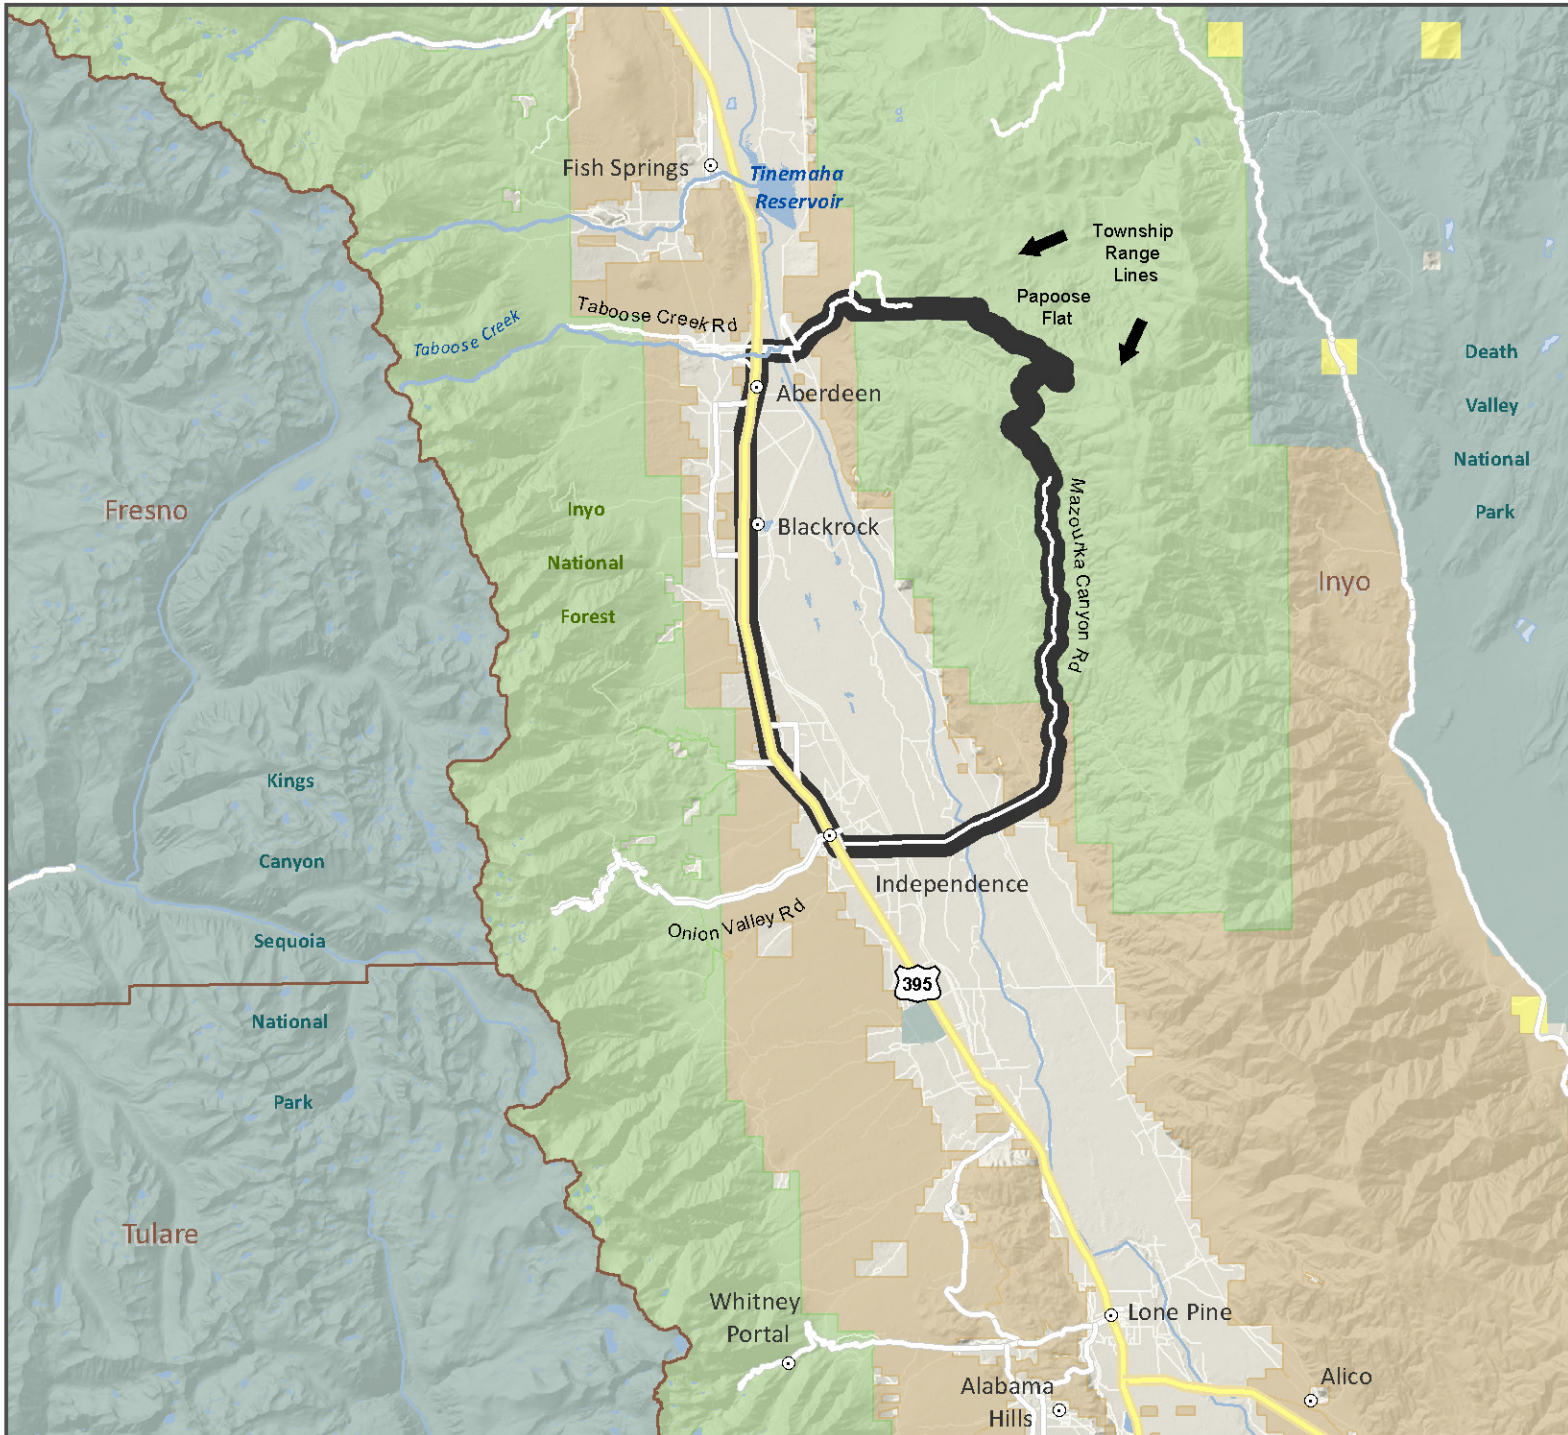 Fish Springs
Tinemaha
Reservoir
Township
Range
Lines
Papoose
Flat
Taboose Creek Rd
Taboose Creek
Aberdeen
Death
Valley
National
Park
Fresno
Inyo
National
Forest
Blackrock
Mazourka Canyon Rd
Inyo
Kings
Canyon
Sequoia
National
Park
Independence
Onion Valley Rd
395
Tulare
Whitney
Portal
Lone Pine
Alabama
Hills
Alico